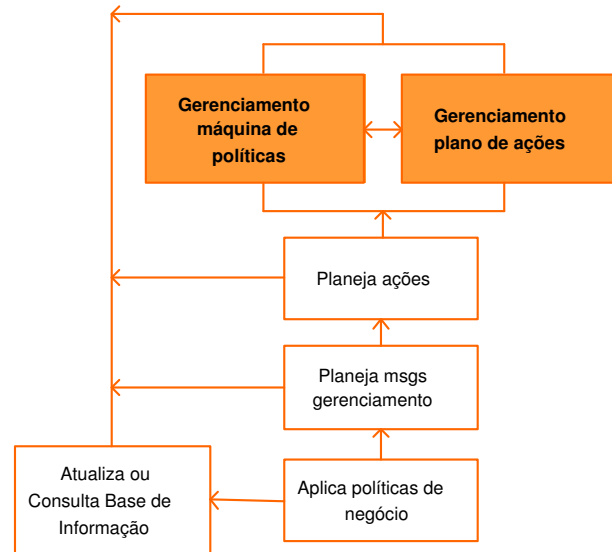 Gerenciamento
máquina de
políticas
Gerenciamento
plano de ações
Planeja ações
Planeja msgs
gerenciamento
Atualiza ou
Consulta Base de
Informação
Aplica políticas de
negócio